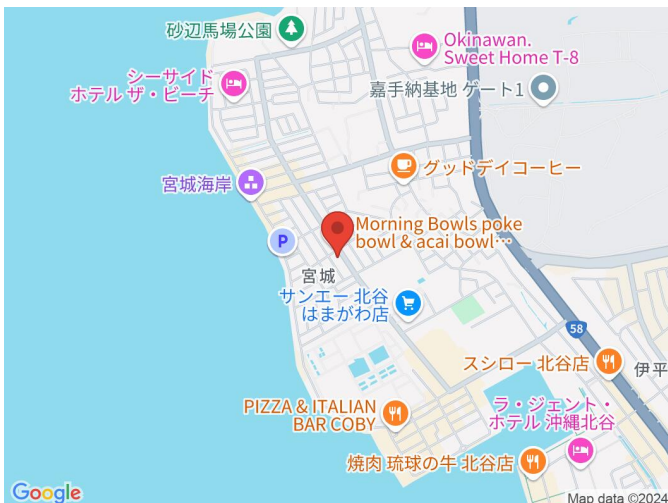 砂辺馬場公園
Okinawan.
Sweet Home T-8
シーサイド
ホテル ザ・ビーチ
嘉手納基地 ゲート1
グッドデイコーヒー
宮城海岸
Morning Bowls poke
bowl & acai bowl…
P
宮城
サンエー 北谷
はまがわ店
58
スシロー 北谷店
伊平
ラ・ジェント・
ホテル 沖縄北谷
PIZZA & ITALIAN
BAR COBY
焼肉 琉球の牛 北谷店
Google
Map data ©2024